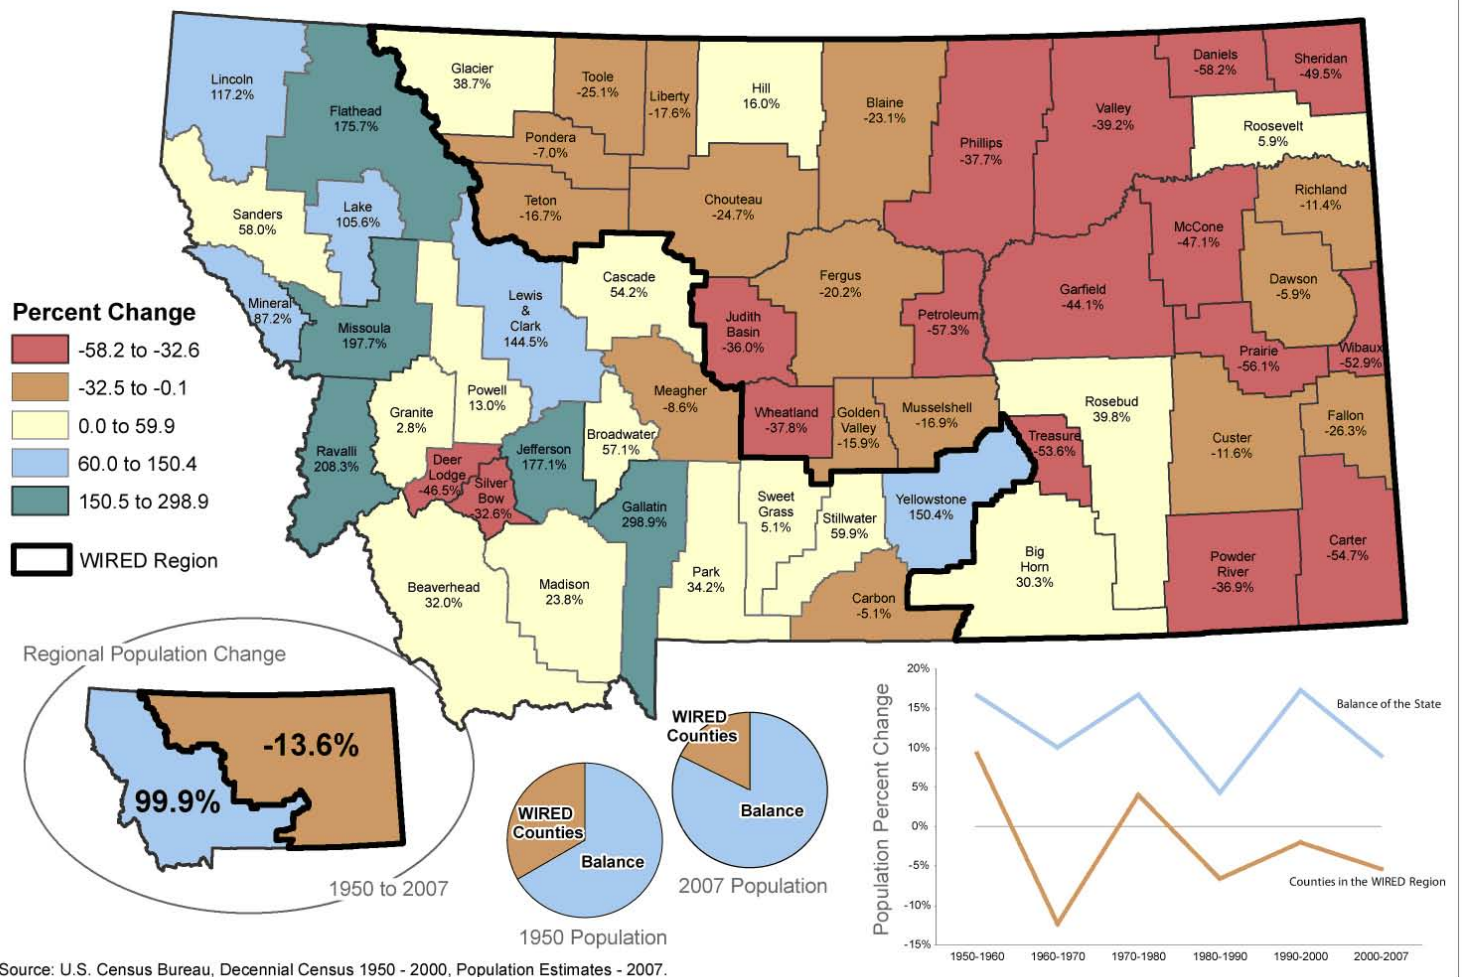 Lincoln
117.2%
Flathead
175.7%
Glacier
38.7%
Toole
-25.1%
Liberty
-17.6%
Hill
16.0%
Blaine
-23.1%
Phillips
-37.7%
Valley
-39.2%
Daniels
-58.2%
Sheridan
-49.5%
Roosevelt
5.9%
Pondera
-7.0%
Teton
-16.7%
Chouteau
-24.7%
Richland
-11.4%
McCone
-47.1%
Sanders
58.0%
Lake
105.6%
Mineral
87.2%
Missoula
197.7%
Lewis
&
Clark
144.5%
Cascade
54.2%
Judith
Basin
-36.0%
Fergus
-20.2%
Petroleum
-57.3%
Garfield
-44.1%
Dawson
-5.9%
Prairie
-56.1%
Wibaux
-52.9%
Powell
13.0%
Granite
2.8%
Meagher
-8.6%
Wheatland
-37.8%
Golden
Valley
-15.9%
Musselshell
-16.9%
Rosebud
39.8%
Treasure
-53.6%
Custer
-11.6%
Fallon
-26.3%
Ravalli
208.3%
Deer
Lodge
-46.5%
Silver
Bow
-32.6%
Jefferson
177.1%
Broadwater
57.1%
Gallatin
298.9%
Sweet
Grass
5.1%
Stillwater
59.9%
Yellowstone
150.4%
Beaverhead
32.0%
Madison
23.8%
Park
34.2%
Carbon
-5.1%
Big
Horn
30.3%
Powder
River
-36.9%
Carter
-54.7%
Percent Change
-58.2 to -32.6
-32.5 to -0.1
0.0 to 59.9
60.0 to 150.4
150.5 to 298.9
WIRED Region
Regional Population Change
-13.6%
99.9%
1950 to 2007
WIRED
Counties
Balance
1950 Population
WIRED
Counties
Balance
2007 Population
Population Percent Change
20%
15%
10%
5%
0%
-5%
-10%
-15%
Balance of the State
Counties in the WIRED Region
1950-1960
1960-1970
1970-1980
1980-1990
1990-2000
2000-2007
Source: U.S. Census Bureau, Decennial Census 1950 - 2000, Population Estimates - 2007.